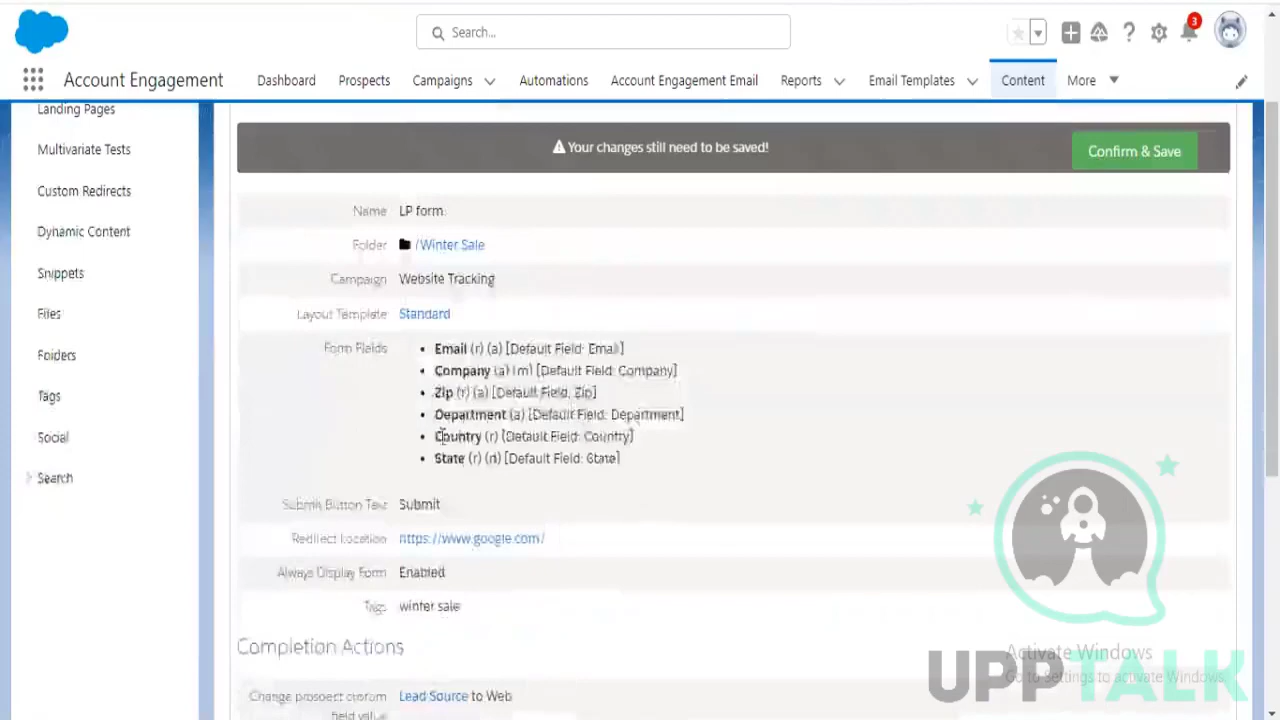 Search...
3
Account Engagement
Dashboard
Prospects
Campaigns
Automations
Account Engagement Email
Reports
Email Templates
Content
More
Landing Pages
Multivariate Tests
Custom Redirects
Dynamic Content
Snippets
Files
Folders
Tags
Social
Search
Your changes still need to be saved!
Confirm & Save
Name LP form
Folder /Winter Sale
Campaign Website Tracking
Layout Template Standard
Form Fields
• Email (r) (a) [Default Field: Email]
• Company (a) (m) [Default Field: Company]
• Zip (r) (a) [Default Field: Zip]
• Department (a) [Default Field: Department]
• Country (r) [Default Field: Country]
• State (r) (d) [Default Field: State]
Submit Button Text Submit
Redirect Location https://www.google.com/
Always Display Form Enabled
Tags winter sale
Completion Actions
Change prospect custom field value Lead Source to Web
Activate Windows
Go to Settings to activate Windows.
UPPTALK